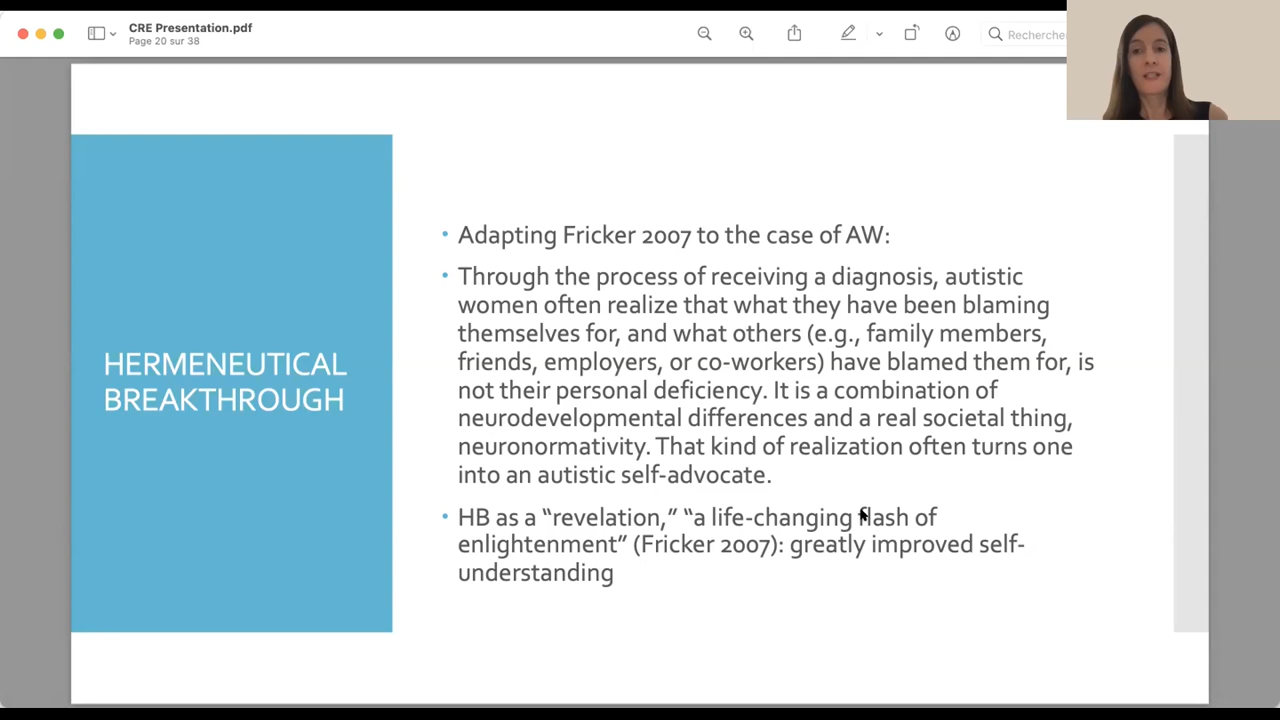 CRE Presentation.pdf
Page 20 sur 38
Rechercher
HERMENEUTICAL
BREAKTHROUGH
• Adapting Fricker 2007 to the case of AW:
• Through the process of receiving a diagnosis, autistic
women often realize that what they have been blaming
themselves for, and what others (e.g., family members,
friends, employers, or co-workers) have blamed them for, is
not their personal deficiency. It is a combination of
neurodevelopmental differences and a real societal thing,
neuronormativity. That kind of realization often turns one
into an autistic self-advocate.
• HB as a “revelation,” “a life-changing flash of
enlightenment” (Fricker 2007): greatly improved self-
understanding